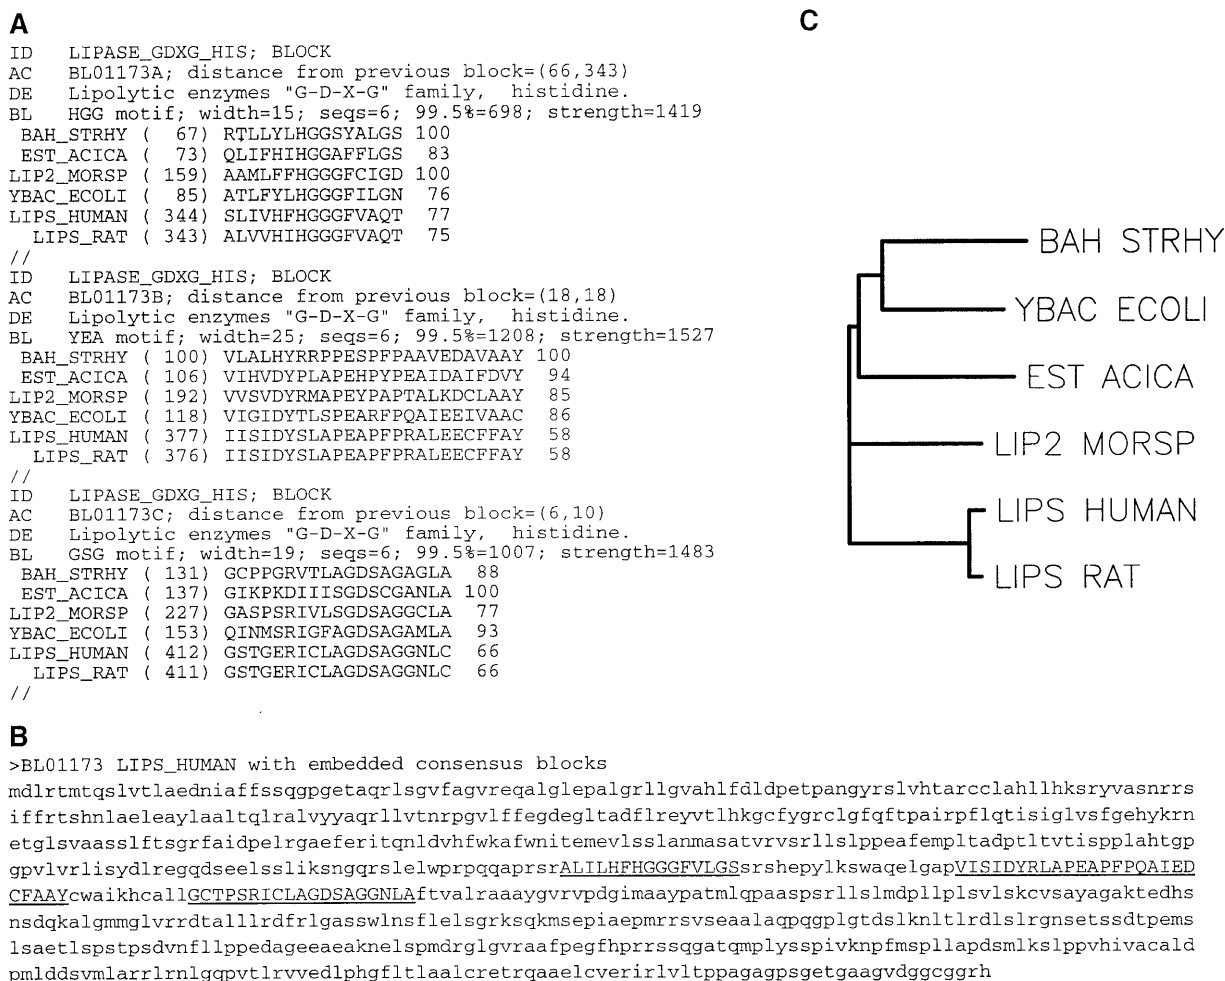 A
ID   LIPASE_GDXG_HIS; BLOCK
AC   BL01173A; distance from previous block=(66,343)
DE   Lipolytic enzymes "G-D-X-G" family,  histidine.
BL   HGG motif; width=15; seqs=6; 99.5%=698; strength=1419
BAH_STRHY ( 67) RTLLYLHGGSYALGS 100
EST_ACICA ( 73) QLIFHIHGGAFFLGS 83
LIP2_MORSP ( 159) AAMLFFHGGGFCIGD 100
YBAC_ECOLI ( 85) ATLFYLHGGGFILGN 76
LIPS_HUMAN ( 344) SLIVHFHGGGFVAQT 77
LIPS_RAT ( 343) ALVVHIHGGGFVAQT 75
//
ID   LIPASE_GDXG_HIS; BLOCK
AC   BL01173B; distance from previous block=(18,18)
DE   Lipolytic enzymes "G-D-X-G" family,  histidine.
BL   YEA motif; width=25; seqs=6; 99.5%=1208; strength=1527
BAH_STRHY ( 100) VLALHYRRPPESPFPAAVEDAVAAY 100
EST_ACICA ( 106) VIHVDYPLAPEHPYPEAIDAIFDVY 94
LIP2_MORSP ( 192) VVSVDYRMAPEYPAPTALKDCLAAY 85
YBAC_ECOLI ( 118) VIGIDYTLSPEARFPQAIEEIVAAC 86
LIPS_HUMAN ( 377) IISIDYSLAPEAPFPRALEECFFAY 58
LIPS_RAT ( 376) IISIDYSLAPEAPFPRALEECFFAY 58
//
ID   LIPASE_GDXG_HIS; BLOCK
AC   BL01173C; distance from previous block=(6,10)
DE   Lipolytic enzymes "G-D-X-G" family,  histidine.
BL   GSG motif; width=19; seqs=6; 99.5%=1007; strength=1483
BAH_STRHY ( 131) GCPPGRVTLAGDSAGAGLA 88
EST_ACICA ( 137) GIKPKDIIISGDSCGANLA 100
LIP2_MORSP ( 227) GASPSRIVLSGDSAGGCLA 77
YBAC_ECOLI ( 153) QINMSRIGFAGDSAGAMLA 93
LIPS_HUMAN ( 412) GSTGERICLAGDSAGGNLC 66
LIPS_RAT ( 411) GSTGERICLAGDSAGGNLC 66
//
B
>BL01173 LIPS_HUMAN with embedded consensus blocks
mdlrtmtqslvtlaedniaffssqgpgetaqrlsgvfagvreqalglepalgrllgvahlfdldpetpangyrslvhtarcclahllhksryvasnrrs
iffrtshnlaeleaylaaltqlralvyyaqrllvtnrpgvlffegdegltadflreyvtlhkgcfygrclgfqftpairpflqtisiglvsfgehykrn
etglsvaasslftsgrfaidpelrgaeferitqnldvhfwkafwnitemevlsslanmasatvrvsrllslppeafempltadptltvtisppplahtgp
gpvlvrlisydlregqdseelssliksngqrslelwprpqqaprsrALILHFHGGGFVLGSsrshepylkswaqelgapVISIDYRLAPEAPFPQAIED
CFAAYcwaikhcallGCTPSRICLAGDSAGGNLAftvalraaaygvrvpdgimaaypatmlqpaaspsrllslmdpllplsvlskcvsayagaktedhs
nsdqkalgmmglvrrdtalllrdfrlgasswlnsflelsgrksqkmsepiaepmrrsvseaalaqpqgplgtdslknltlrdlslrgnsetssdtpems
lsaetlspstpsdvnfllppedageeaeaknelspmdrglgvraafpegfhprrssqgatqmplysspivknpfmspllapdsmlkslppvhivacald
pmlddsvmlarrlrnlgqpvtlrvvedlphgfltlaalcretrqaaelcverirlvltppagagpsgetgaagvdggcggrh
C
BAH STRHY
YBAC ECOLI
EST ACICA
LIP2 MORSP
LIPS HUMAN
LIPS RAT